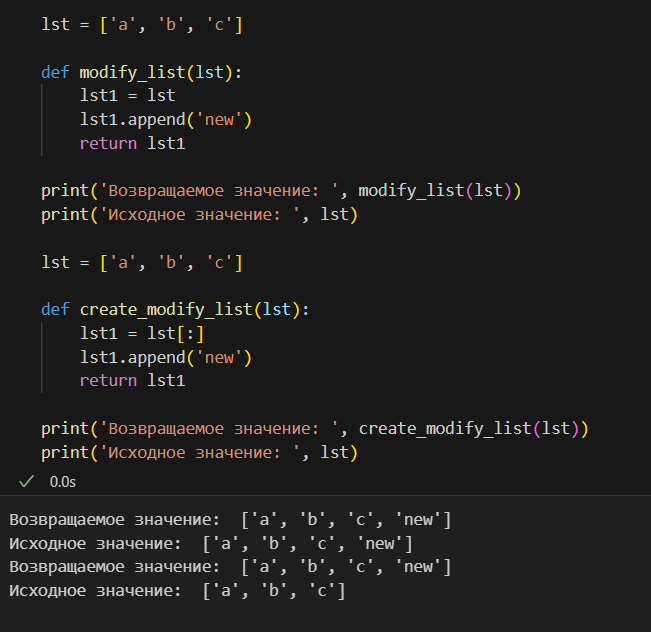 lst = ['a', 'b', 'c']
def modify_list(lst):
    lst1 = lst
    lst1.append('new')
    return lst1
print('Возвращаемое значение: ', modify_list(lst))
print('Исходное значение: ', lst)
lst = ['a', 'b', 'c']
def create_modify_list(lst):
    lst1 = lst[:]
    lst1.append('new')
    return lst1
print('Возвращаемое значение: ', create_modify_list(lst))
print('Исходное значение: ', lst)
✓ 0.0s
Возвращаемое значение:  ['a', 'b', 'c', 'new']
Исходное значение:  ['a', 'b', 'c', 'new']
Возвращаемое значение:  ['a', 'b', 'c', 'new']
Исходное значение:  ['a', 'b', 'c']